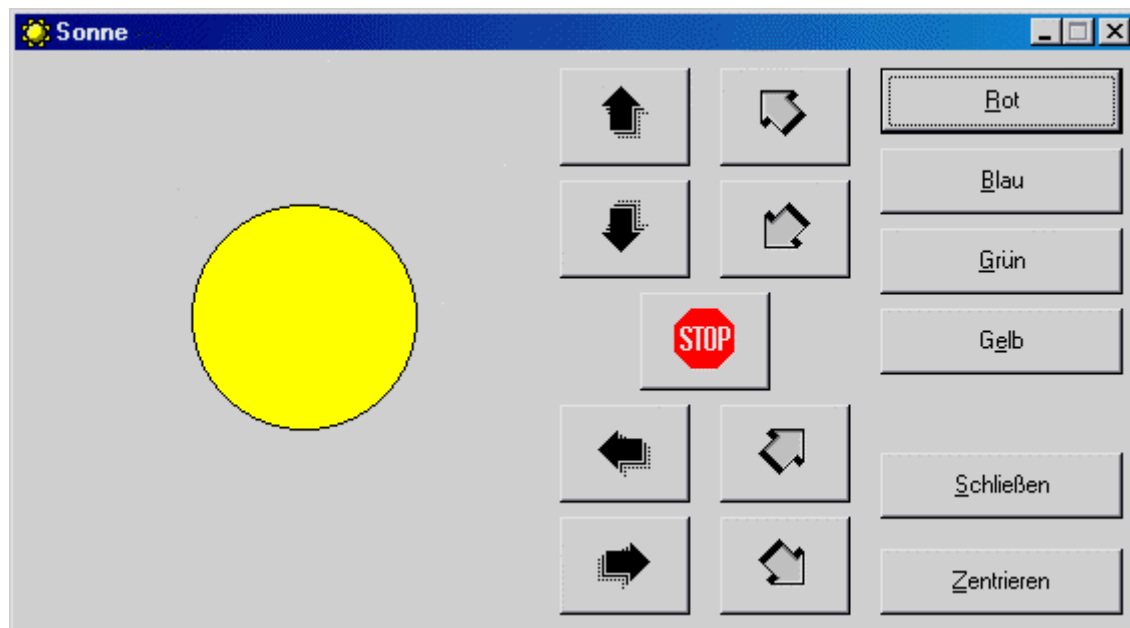 Sonne
Rot
Blau
Grün
STOP
Gelb
Schließen
Zentrieren